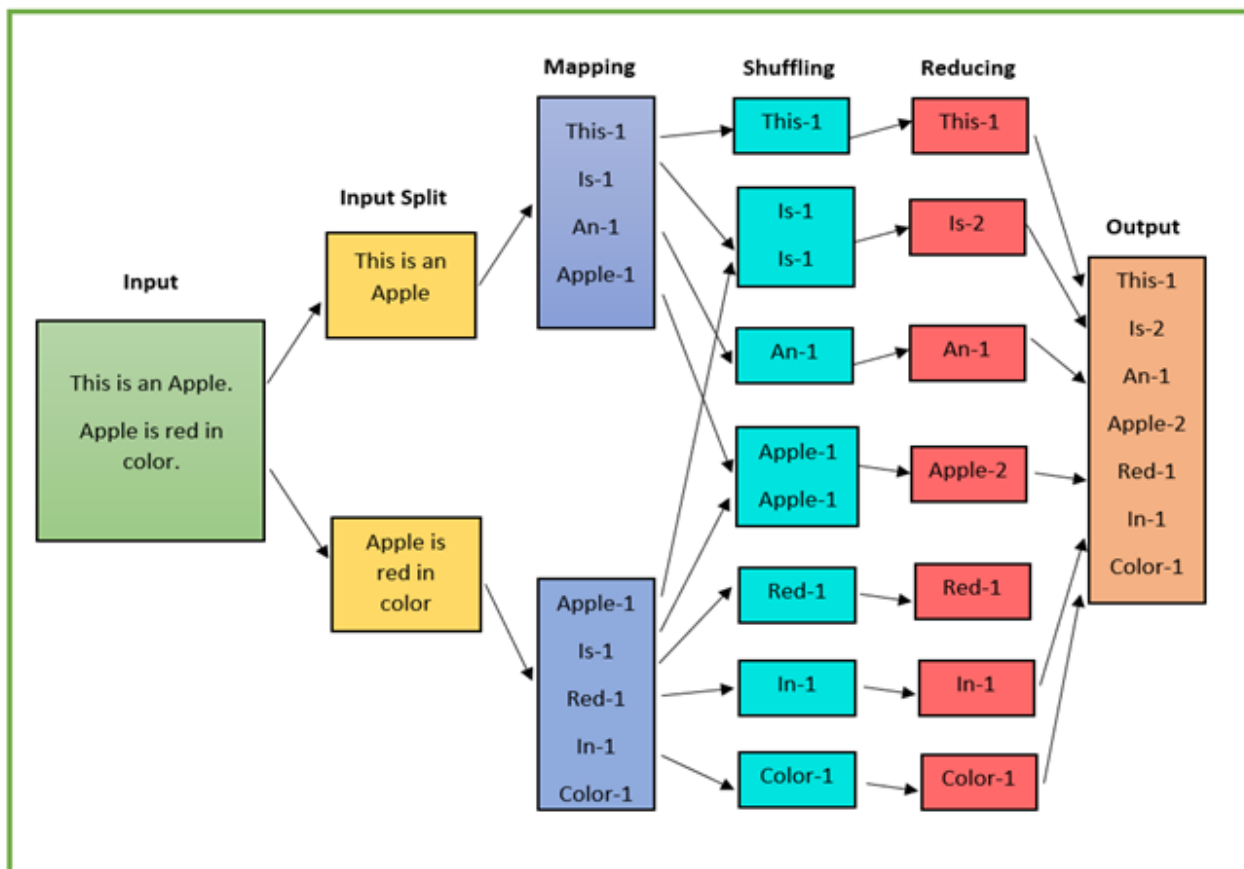 Input
This is an Apple.
Apple is red in
color.
Input Split
This is an
Apple
Apple is
red in
color
Mapping
This-1
Is-1
An-1
Apple-1
Apple-1
Is-1
Red-1
In-1
Color-1
Shuffling
This-1
Is-1
Is-1
An-1
Apple-1
Apple-1
Red-1
In-1
Color-1
Reducing
This-1
Is-2
An-1
Apple-2
Red-1
In-1
Color-1
Output
This-1
Is-2
An-1
Apple-2
Red-1
In-1
Color-1